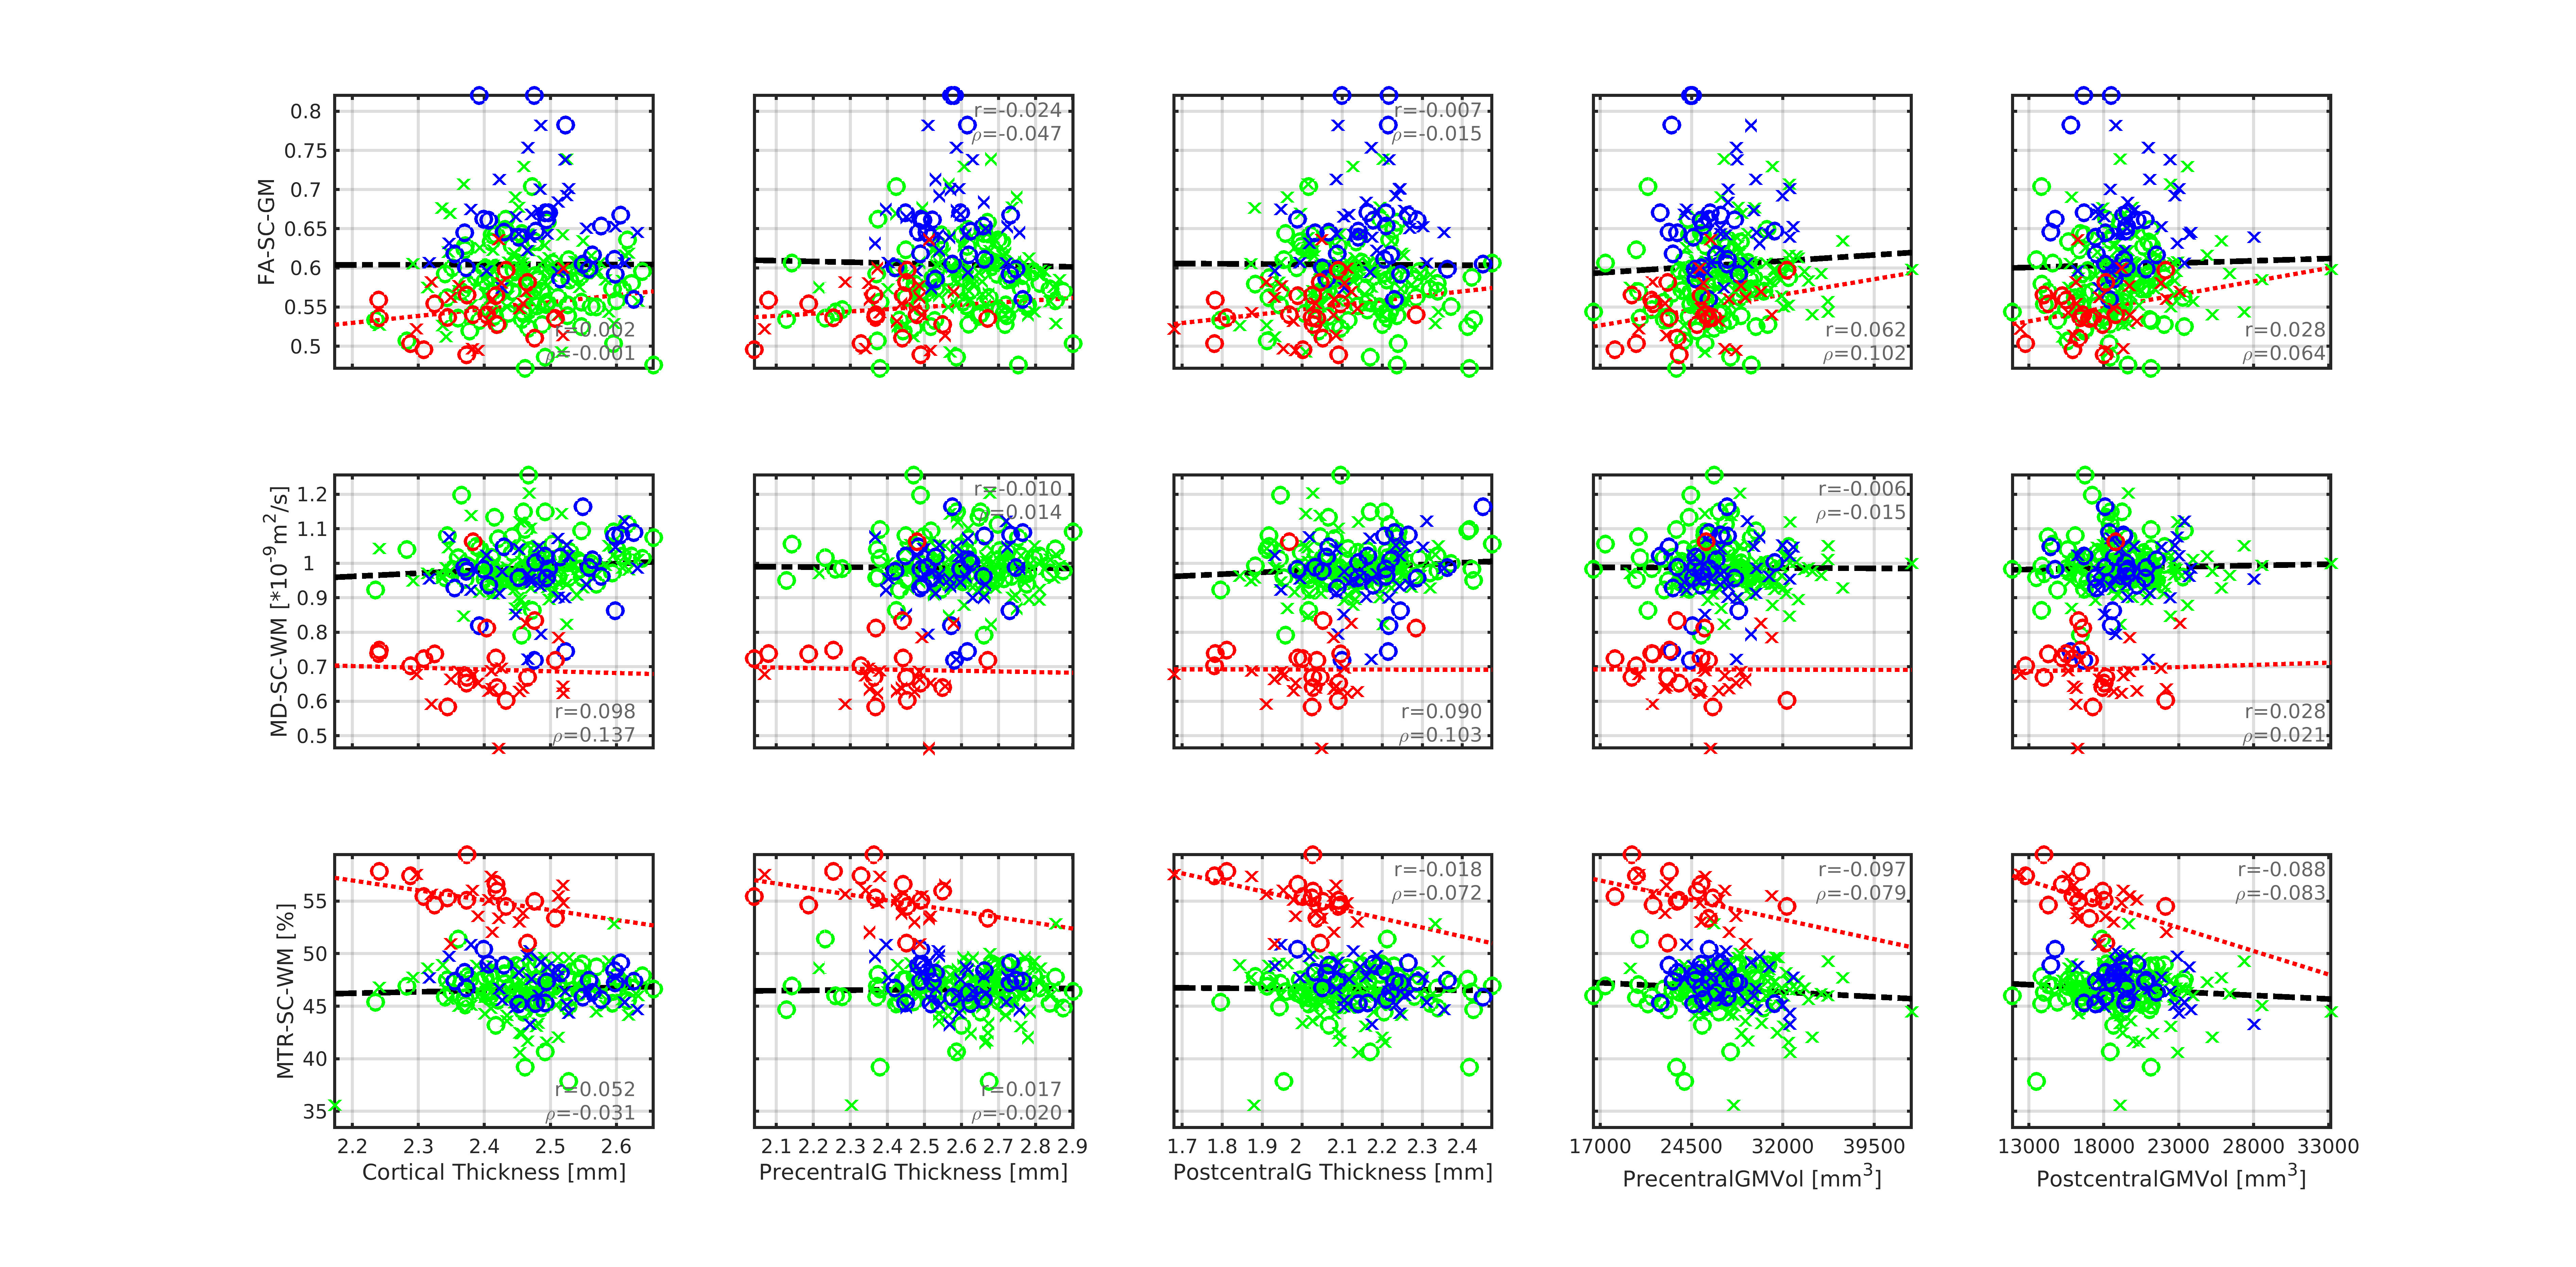 0.8
0.75
0.7
0.65
0.6
0.55
0.5
FA-SC-GM
r=0.002
ρ=-0.001
r=-0.024
ρ=-0.047
r=-0.007
ρ=-0.015
r=0.062
ρ=0.102
r=0.028
ρ=0.064
1.2
1.1
1
0.9
0.8
0.7
0.6
0.5
MD-SC-WM [*10⁻⁹m²/s]
r=0.098
ρ=0.137
r=-0.010
ρ=0.014
r=0.090
ρ=0.103
r=-0.006
ρ=-0.015
r=0.028
ρ=0.021
55
50
45
40
35
MTR-SC-WM [%]
r=0.052
ρ=-0.031
r=0.017
ρ=-0.020
r=-0.018
ρ=-0.072
r=-0.097
ρ=-0.079
r=-0.088
ρ=-0.083
2.2 2.3 2.4 2.5 2.6
Cortical Thickness [mm]
2.1 2.2 2.3 2.4 2.5 2.6 2.7 2.8 2.9
PrecentralG Thickness [mm]
1.7 1.8 1.9 2 2.1 2.2 2.3 2.4
PostcentralG Thickness [mm]
17000 24500 32000 39500
PrecentralGMVol [mm³]
13000 18000 23000 28000 33000
PostcentralGMVol [mm³]